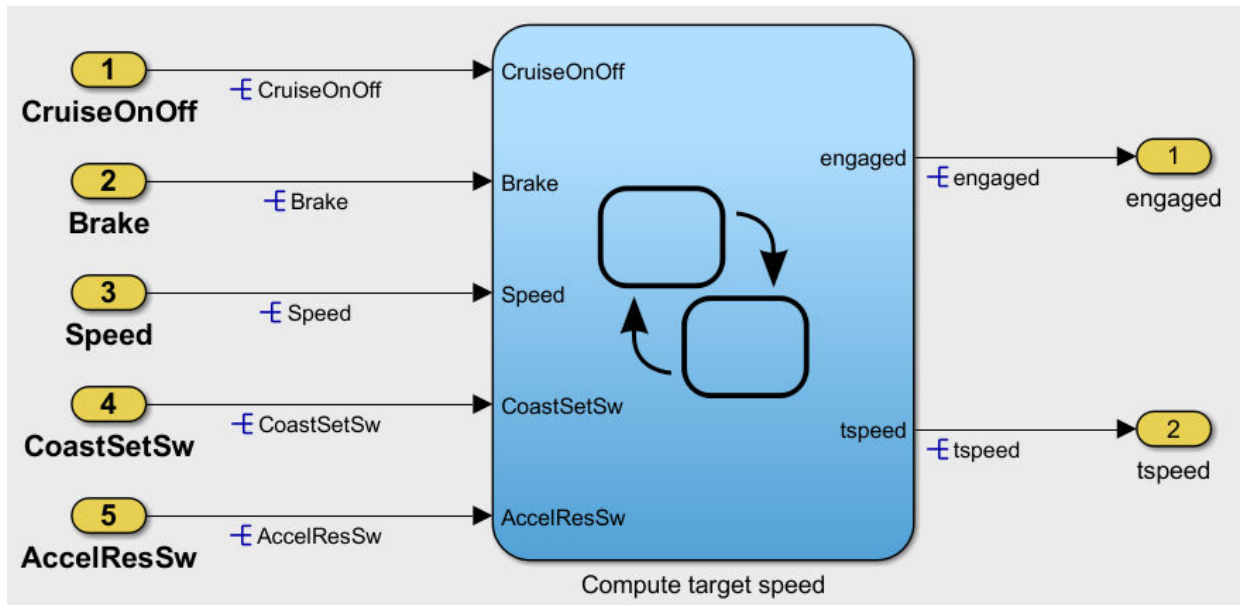 1
CruiseOnOff
CruiseOnOff
CruiseOnOff
2
Brake
Brake
Brake
3
Speed
Speed
Speed
4
CoastSetSw
CoastSetSw
CoastSetSw
5
AccelResSw
AccelResSw
AccelResSw
engaged
engaged
1
engaged
tspeed
tspeed
2
tspeed
Compute target speed